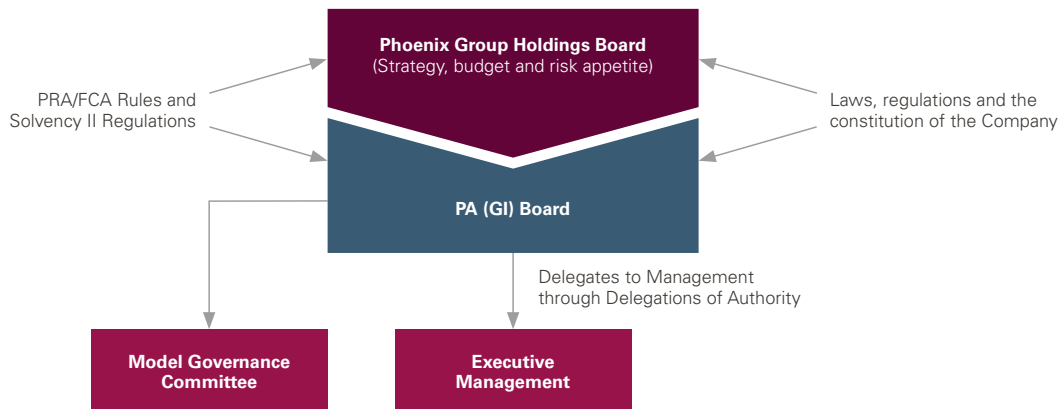 Phoenix Group Holdings Board
(Strategy, budget and risk appetite)
PRA/FCA Rules and
Solvency II Regulations
Laws, regulations and the
constitution of the Company
PA (GI) Board
Delegates to Management
through Delegations of Authority
Model Governance
Committee
Executive
Management